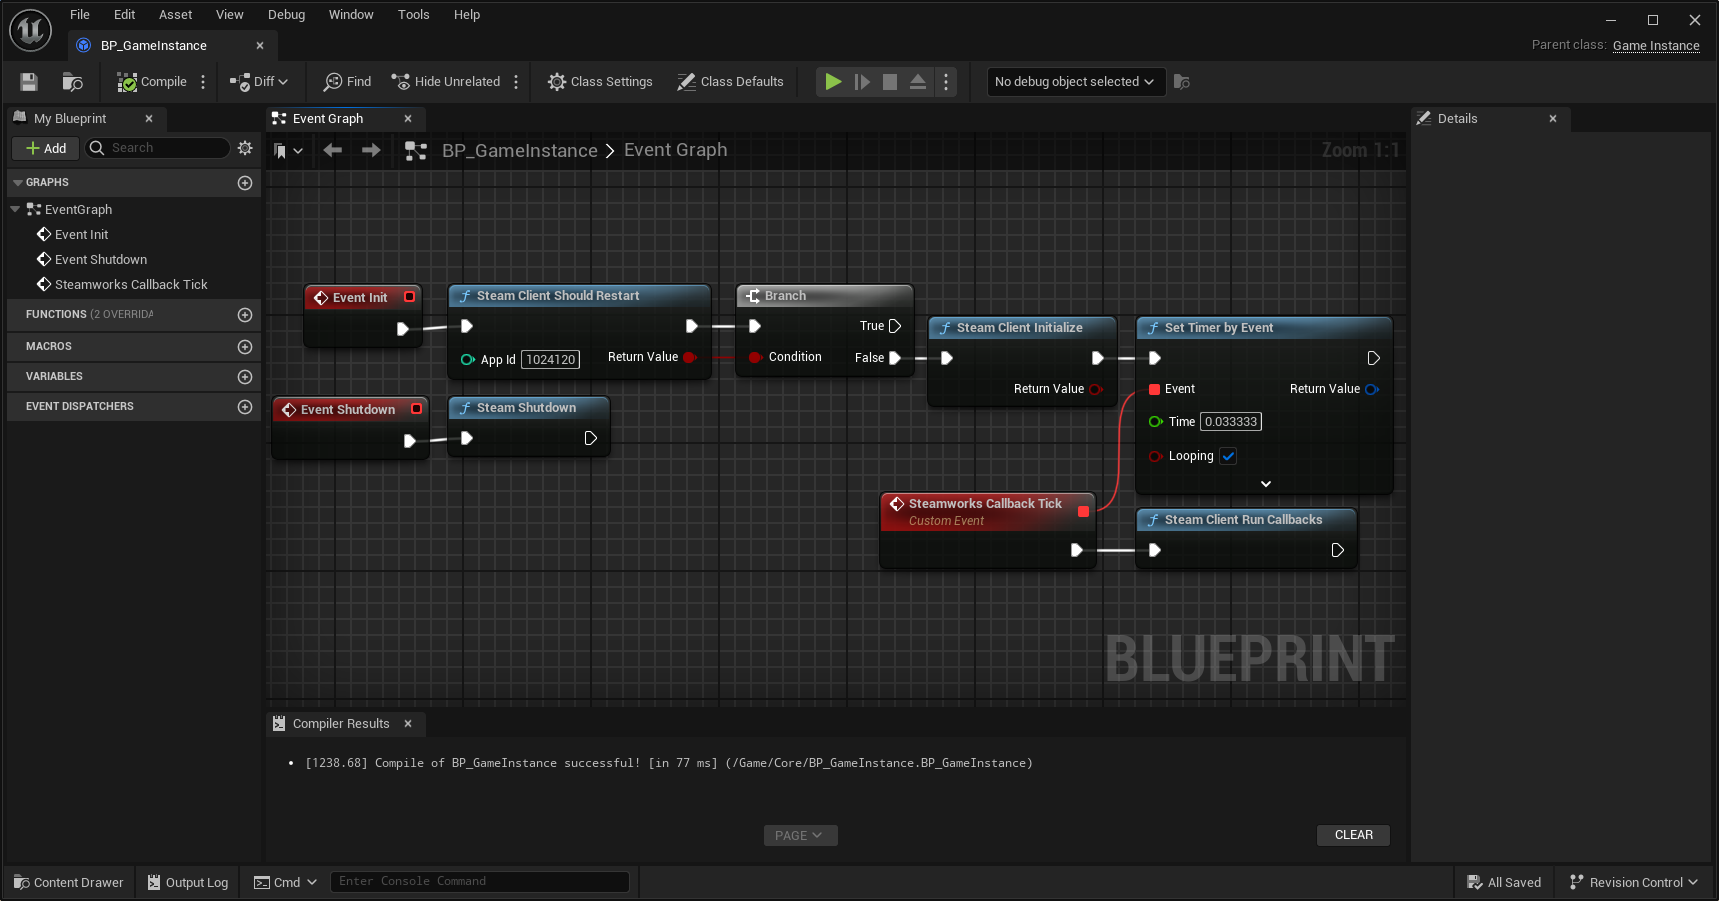 File Edit Asset View Debug Window Tools Help
BP_GameInstance
Parent class: Game Instance
Compile Diff Find Hide Unrelated Class Settings Class Defaults No debug object selected
My Blueprint
Event Graph
Details
Add Search
BP_GameInstance > Event Graph
Zoom 1:1
GRAPHS
EventGraph
Event Init
Event Shutdown
Steamworks Callback Tick
FUNCTIONS (2 OVERRIDA
MACROS
VARIABLES
EVENT DISPATCHERS
Event Init
Steam Client Should Restart
App Id 1024120
Return Value
Branch
True
Condition
False
Steam Client Initialize
Return Value
Set Timer by Event
Event
Return Value
Time 0.033333
Looping
Event Shutdown
Steam Shutdown
Steamworks Callback Tick
Custom Event
Steam Client Run Callbacks
BLUEPRINT
Compiler Results
[1238.68] Compile of BP_GameInstance successful! [in 77 ms] (/Game/Core/BP_GameInstance.BP_GameInstance)
PAGE
CLEAR
Content Drawer Output Log Cmd Enter Console Command All Saved Revision Control